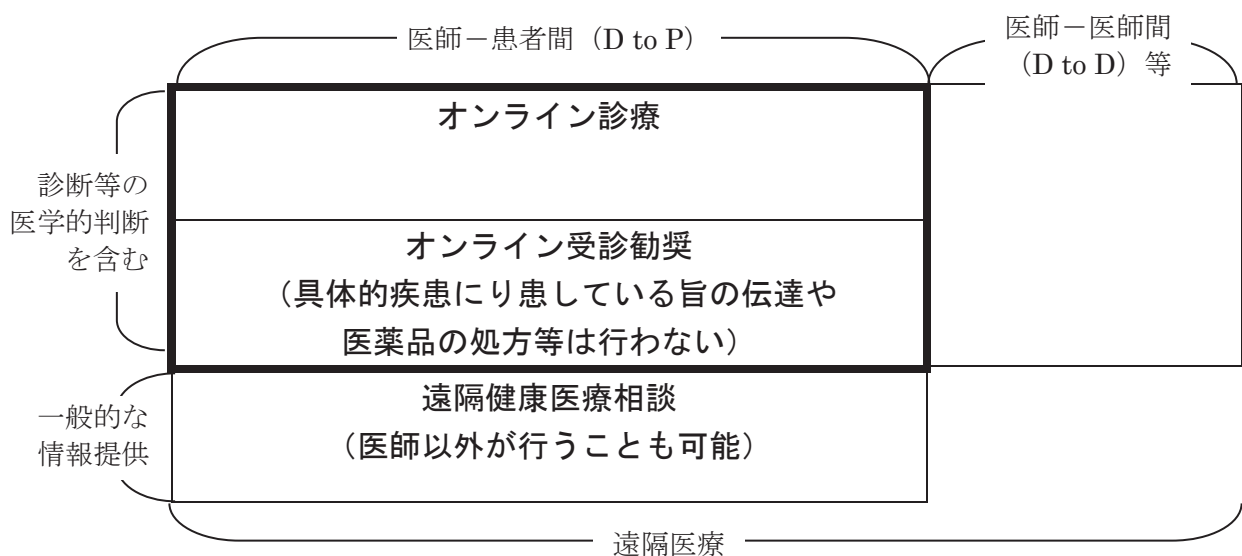 医師－患者間（D to P）
医師－医師間
（D to D）等
オンライン診療
診断等の
医学的判断
を含む
オンライン受診勧奨
（具体的疾患にり患している旨の伝達や
医薬品の処方等は行わない）
遠隔健康医療相談
（医師以外が行うことも可能）
一般的な
情報提供
遠隔医療